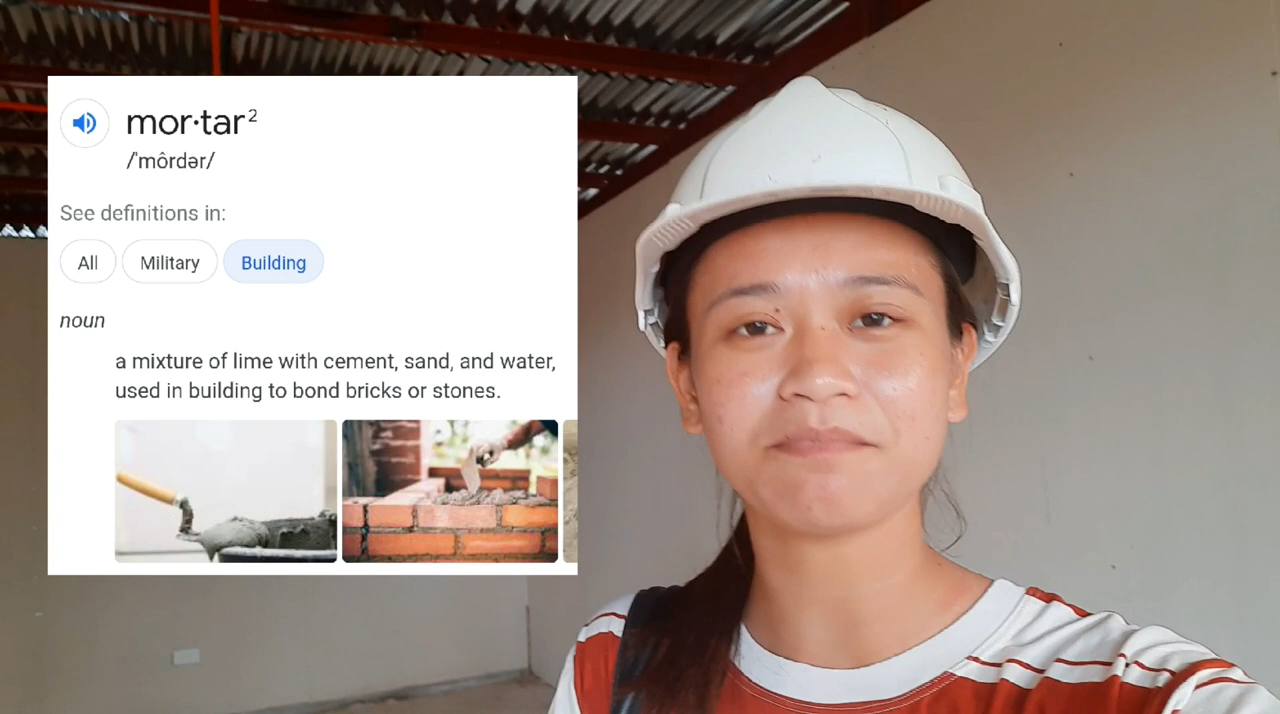 mor·tar²
/ˈmôrdər/
See definitions in:
All Military Building
noun
a mixture of lime with cement, sand, and water,
used in building to bond bricks or stones.